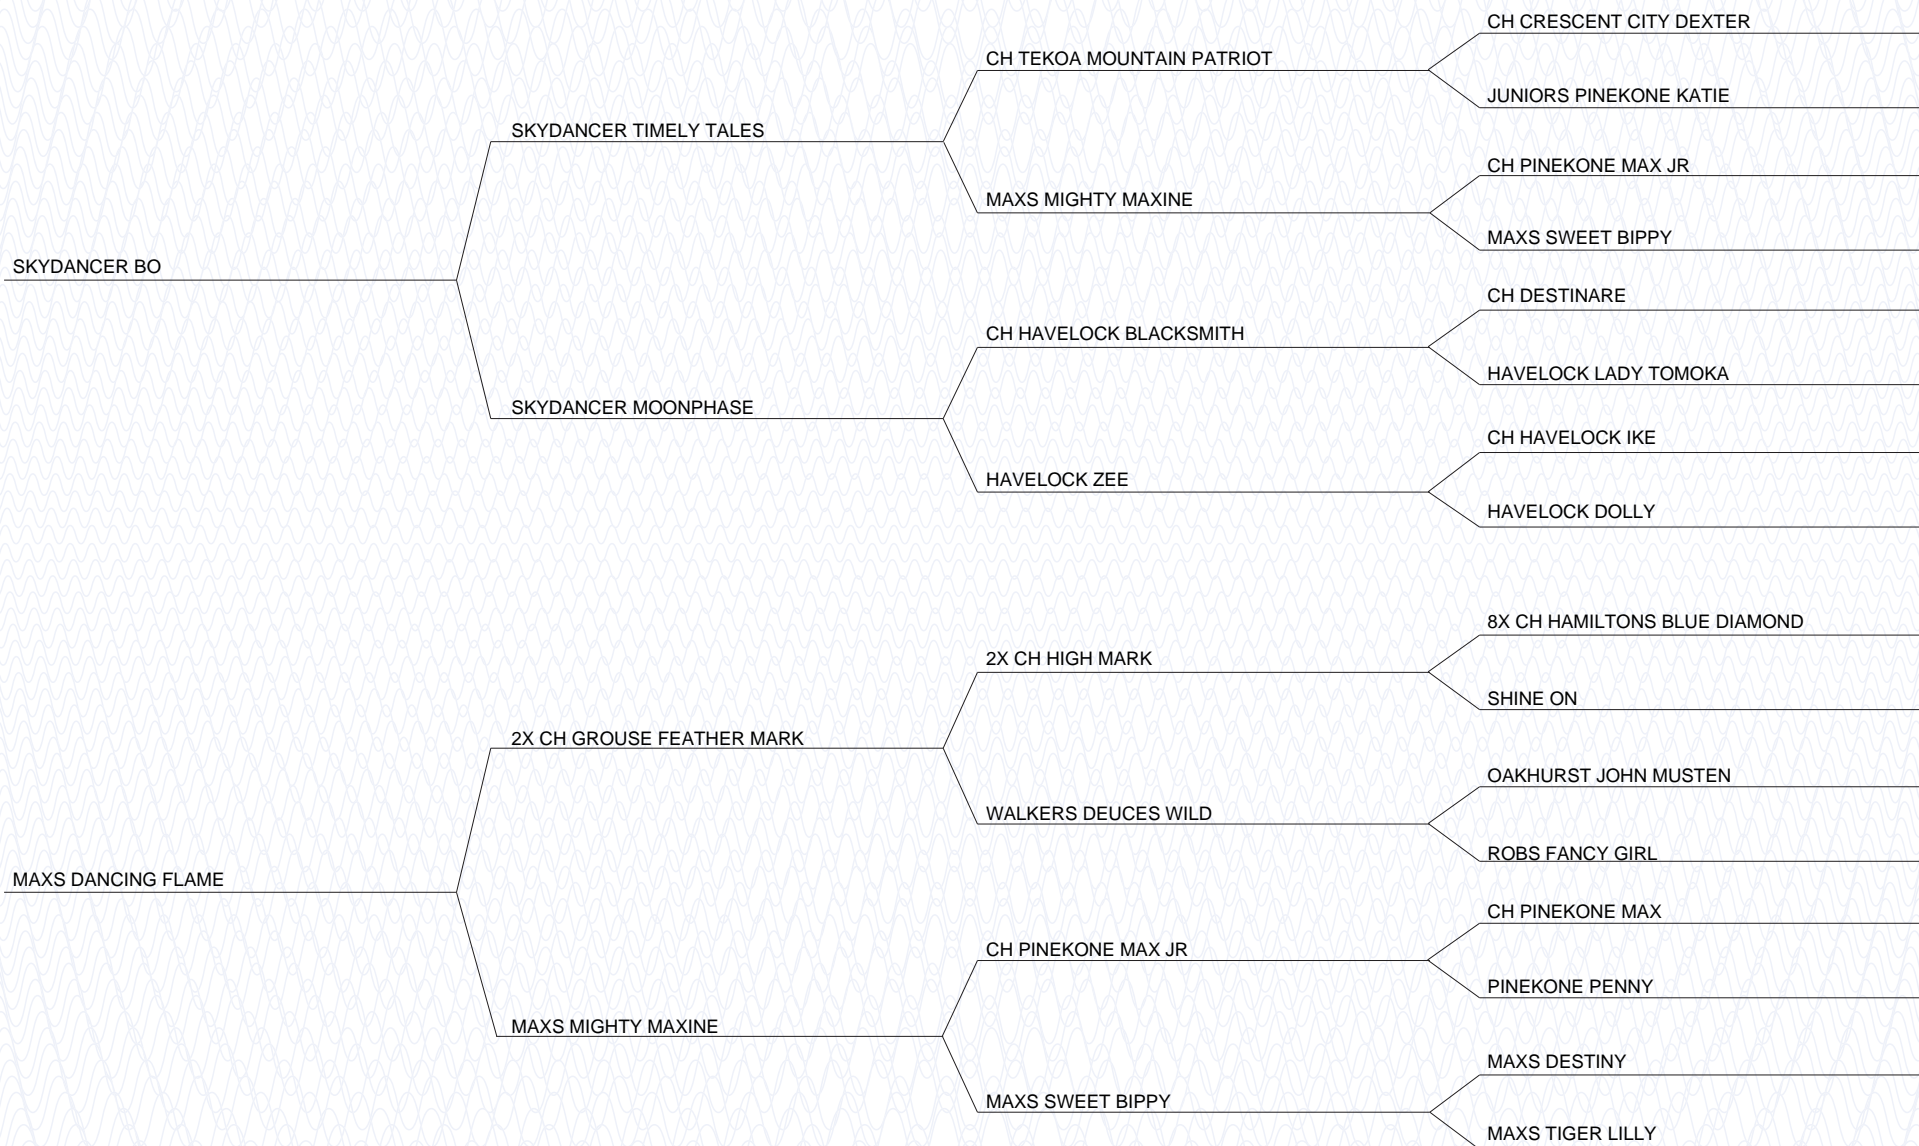 SKYDANCER BO
SKYDANCER TIMELY TALES
CH TEKOA MOUNTAIN PATRIOT
CH CRESCENT CITY DEXTER
JUNIORS PINEKONE KATIE
MAXS MIGHTY MAXINE
CH PINEKONE MAX JR
MAXS SWEET BIPPY
SKYDANCER MOONPHASE
CH HAVELOCK BLACKSMITH
CH DESTINARE
HAVELOCK LADY TOMOKA
HAVELOCK ZEE
CH HAVELOCK IKE
HAVELOCK DOLLY
MAXS DANCING FLAME
2X CH GROUSE FEATHER MARK
2X CH HIGH MARK
8X CH HAMILTONS BLUE DIAMOND
SHINE ON
WALKERS DEUCES WILD
OAKHURST JOHN MUSTEN
ROBS FANCY GIRL
MAXS MIGHTY MAXINE
CH PINEKONE MAX JR
CH PINEKONE MAX
PINEKONE PENNY
MAXS SWEET BIPPY
MAXS DESTINY
MAXS TIGER LILLY